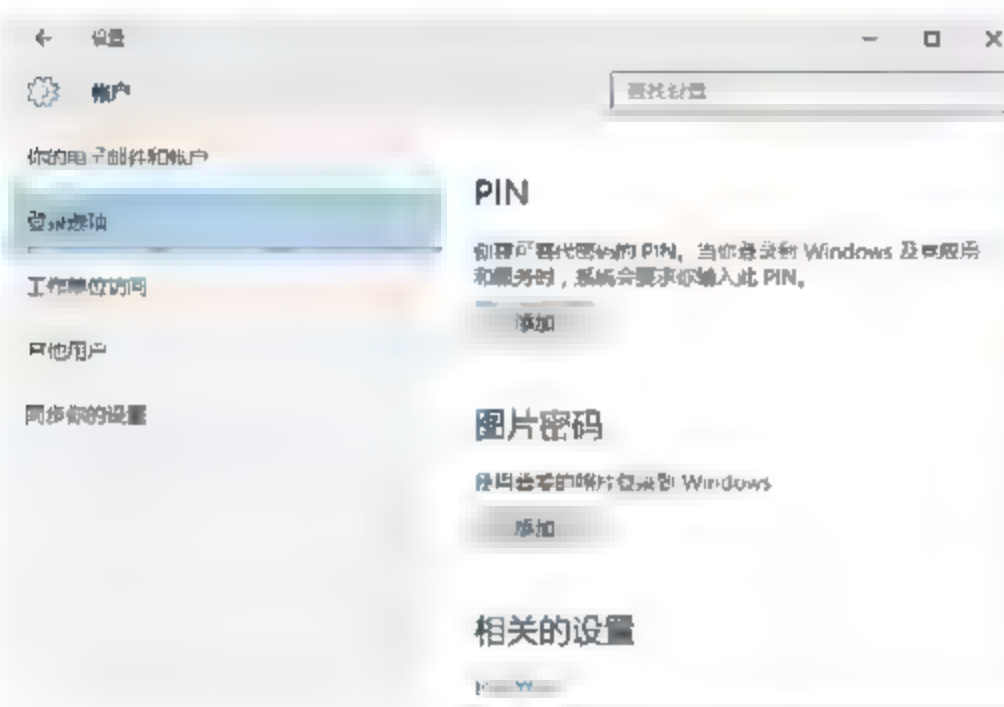 设置
帐户
查找设置
你的电子邮件和帐户
登录选项
工作单位访问
其他用户
同步你的设置
PIN
创建可替代密码的 PIN。当你登录到 Windows 及其应用
和服务时，系统会要求你输入此 PIN。
添加
图片密码
使用喜爱的照片登录到 Windows
添加
相关的设置